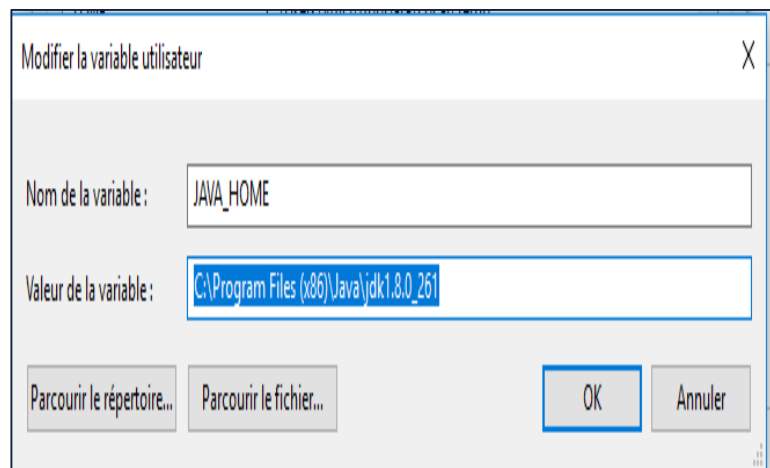 Modifier la variable utilisateur
Nom de la variable :
JAVA_HOME
Valeur de la variable :
C:\Program Files (x86)\Java\jdk1.8.0_261
Parcourir le répertoire...
Parcourir le fichier...
OK
Annuler